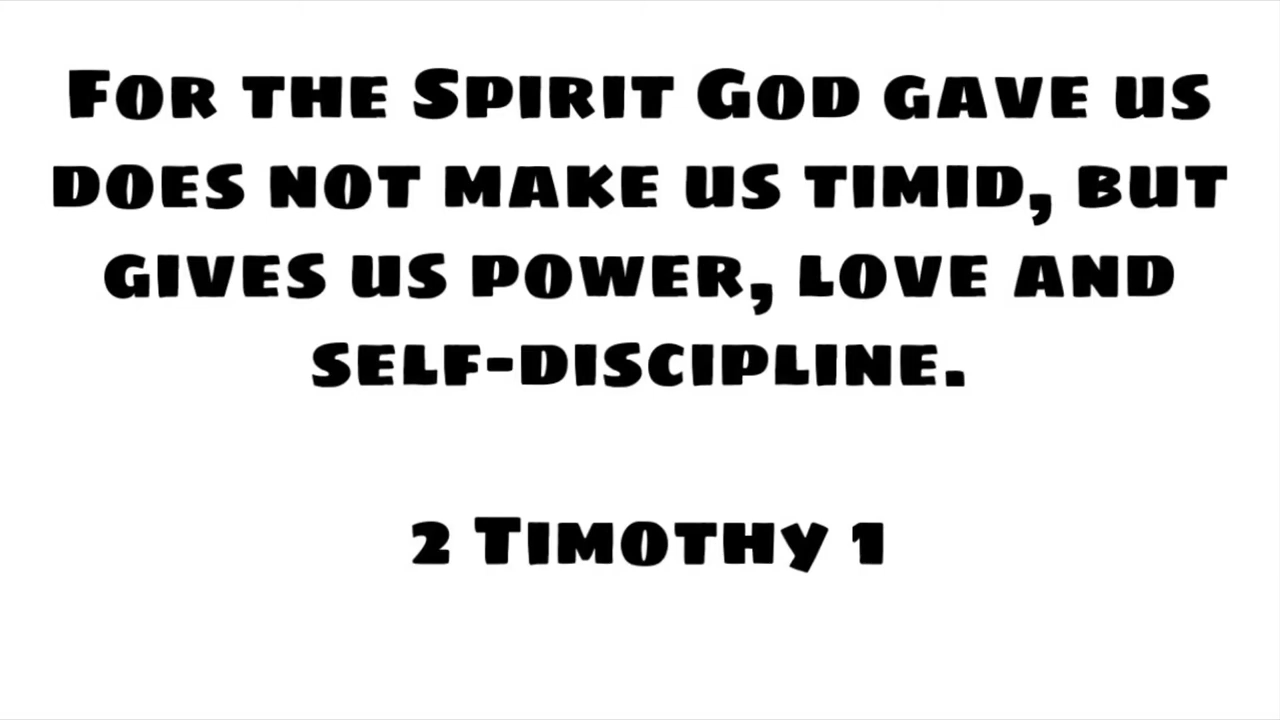 For the Spirit God gave us
does not make us timid, but
gives us power, love and
self-discipline.
2 Timothy 1